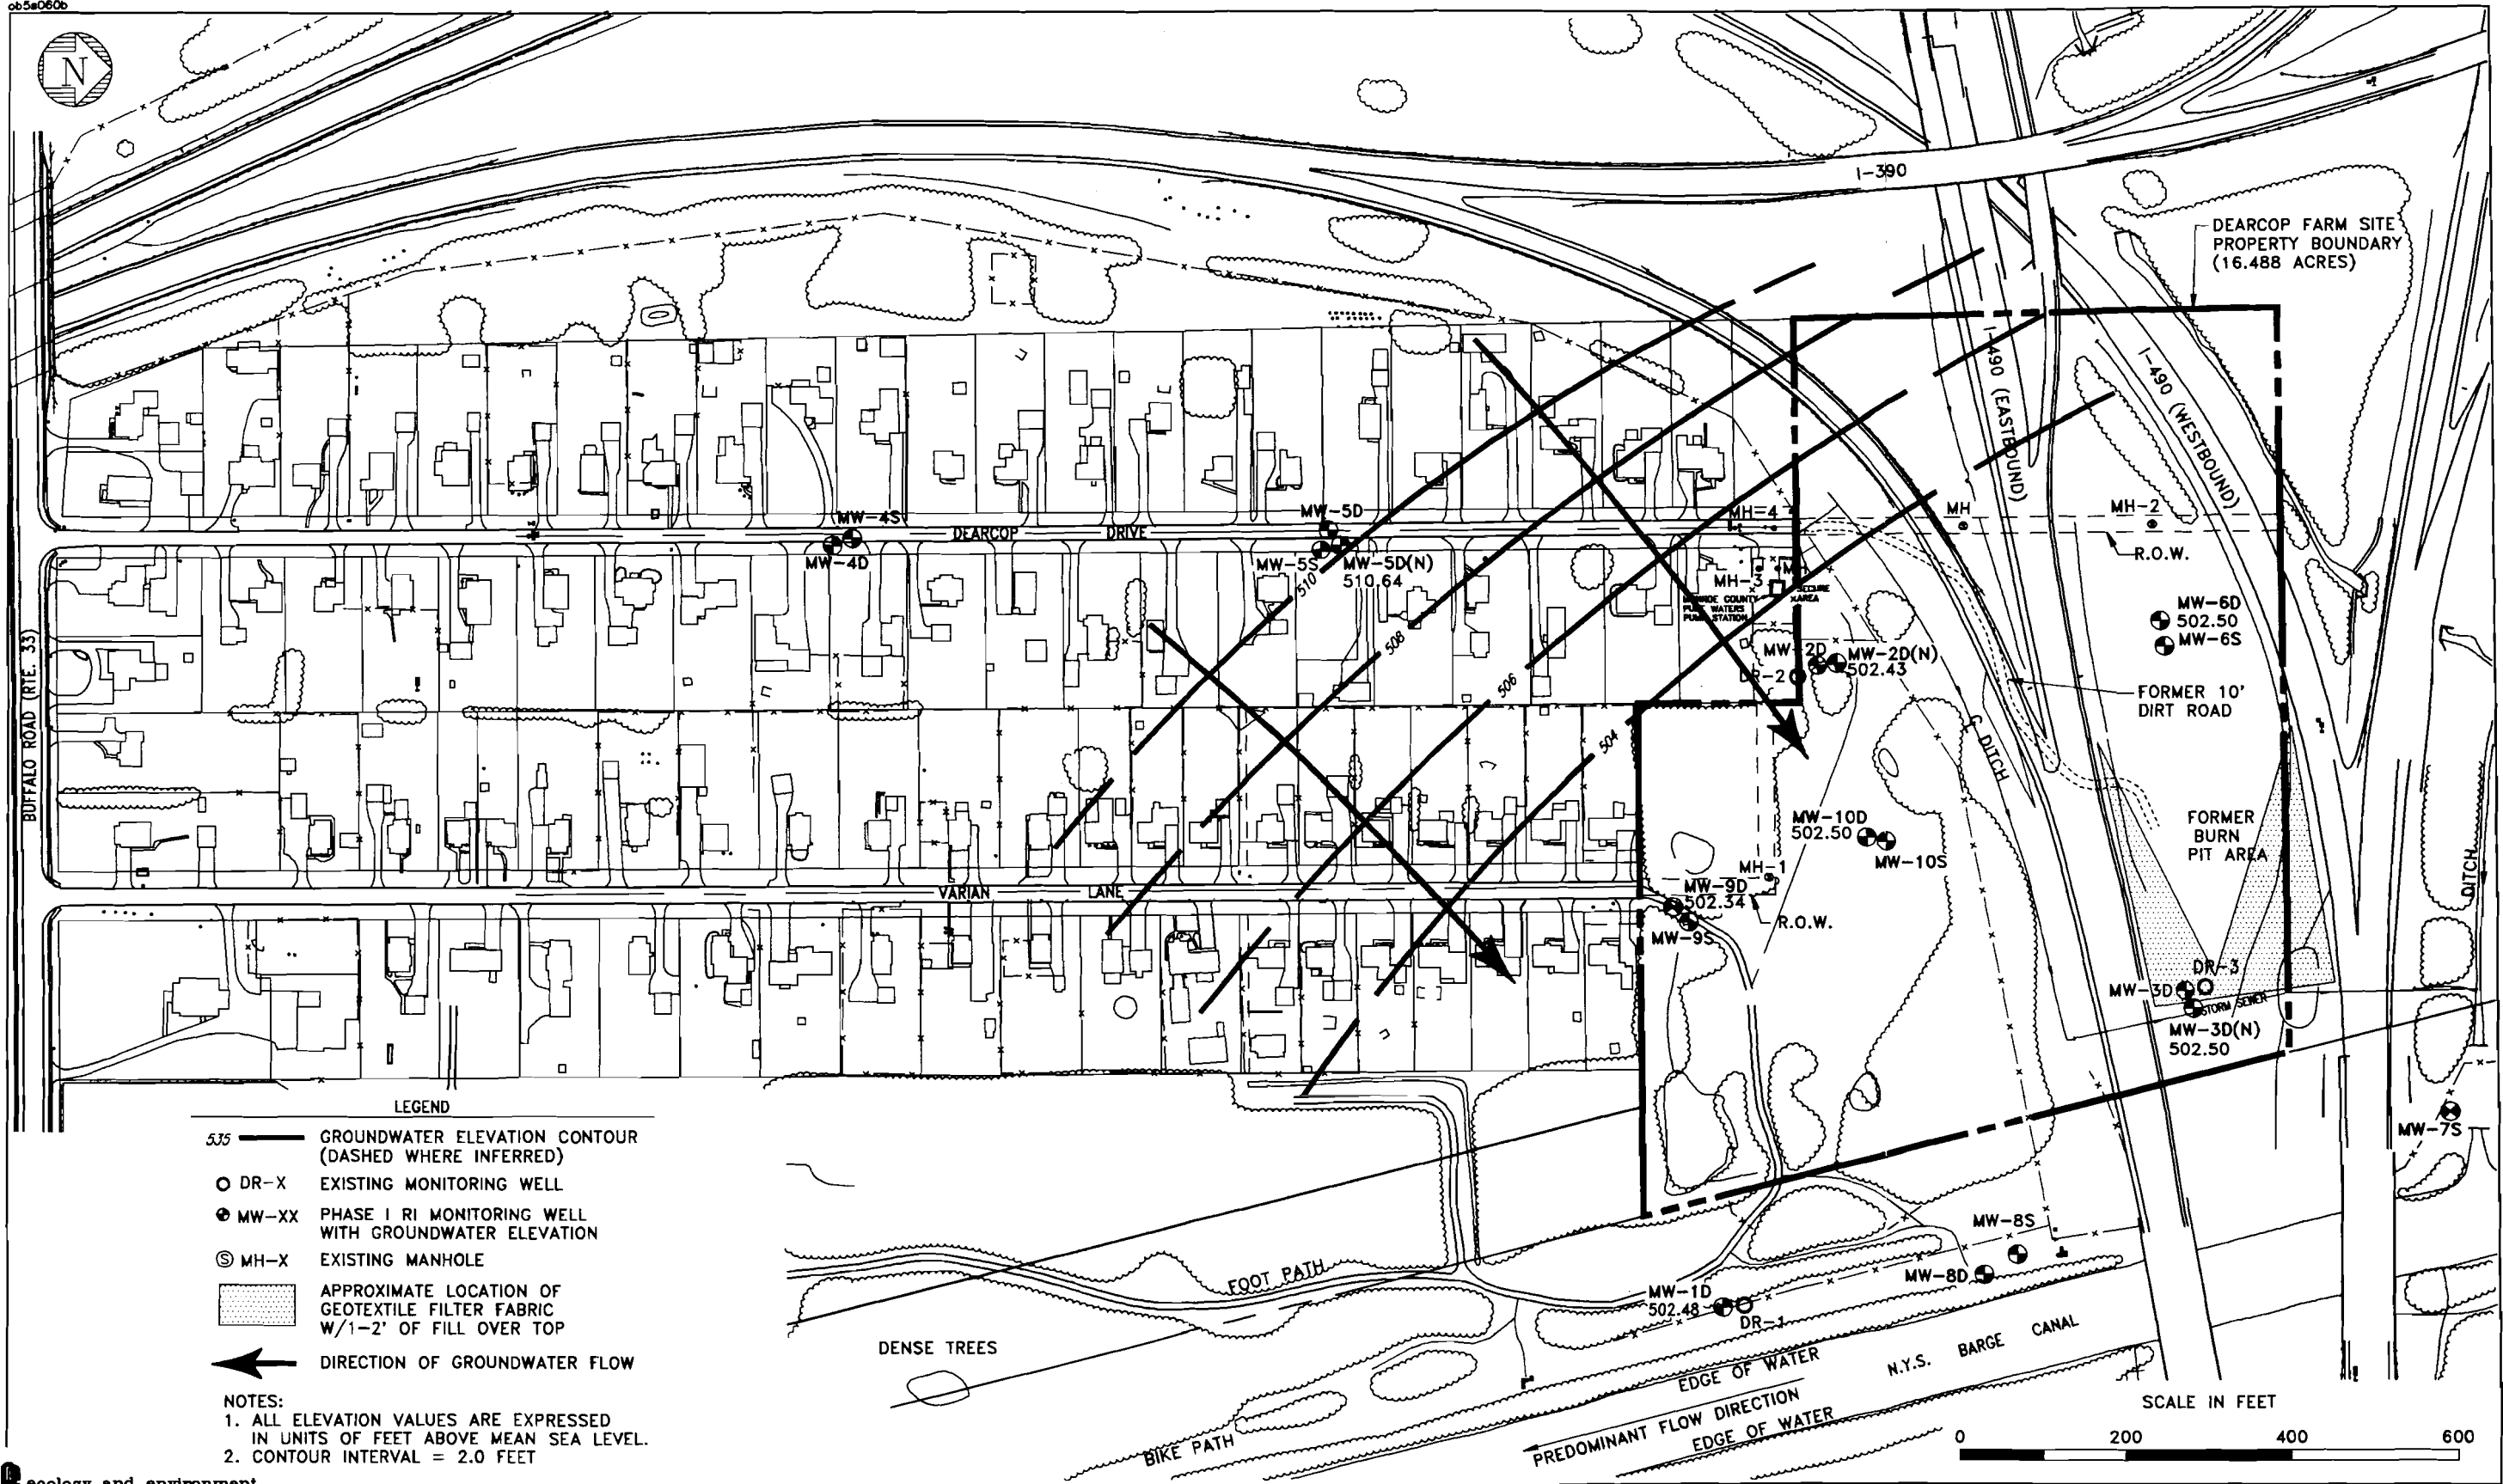 ob5s060b
N
I-390
DEARCOP FARM SITE
PROPERTY BOUNDARY
(16.488 ACRES)
I-490 (EASTBOUND)
I-490 (WESTBOUND)
MW-4S
MW-4D
DEARCOP DRIVE
MW-5D
MW-5S
MW-5D(N)
510.64
MH-4
MH
MH-2
R.O.W.
MH-3
MH
MONROE COUNTY
PURE WATERS
PUMP STATION
SECURE
AREA
510
508
506
504
MW-2D
MW-2D(N)
502.43
DR-2
MW-6D
502.50
MW-6S
FORMER 10'
DIRT ROAD
BUFFALO ROAD (RTE. 33)
℄ DITCH
MW-10D
502.50
MW-10S
FORMER
BURN
PIT AREA
DITCH
MH-1
MW-9D
502.34
MW-9S
R.O.W.
VARIAN LANE
DR-3
MW-3D
STORM SEWER
MW-3D(N)
502.50
MW-7S
LEGEND
535 GROUNDWATER ELEVATION CONTOUR
(DASHED WHERE INFERRED)
DR-X EXISTING MONITORING WELL
MW-XX PHASE I RI MONITORING WELL
WITH GROUNDWATER ELEVATION
S MH-X EXISTING MANHOLE
APPROXIMATE LOCATION OF
GEOTEXTILE FILTER FABRIC
W/1-2' OF FILL OVER TOP
DIRECTION OF GROUNDWATER FLOW
NOTES:
1. ALL ELEVATION VALUES ARE EXPRESSED
IN UNITS OF FEET ABOVE MEAN SEA LEVEL.
2. CONTOUR INTERVAL = 2.0 FEET
MW-8S
MW-8D
FOOT PATH
MW-1D
502.48
DR-1
DENSE TREES
EDGE OF WATER
N.Y.S. BARGE CANAL
PREDOMINANT FLOW DIRECTION
EDGE OF WATER
BIKE PATH
SCALE IN FEET
0 200 400 600
ecology and environment